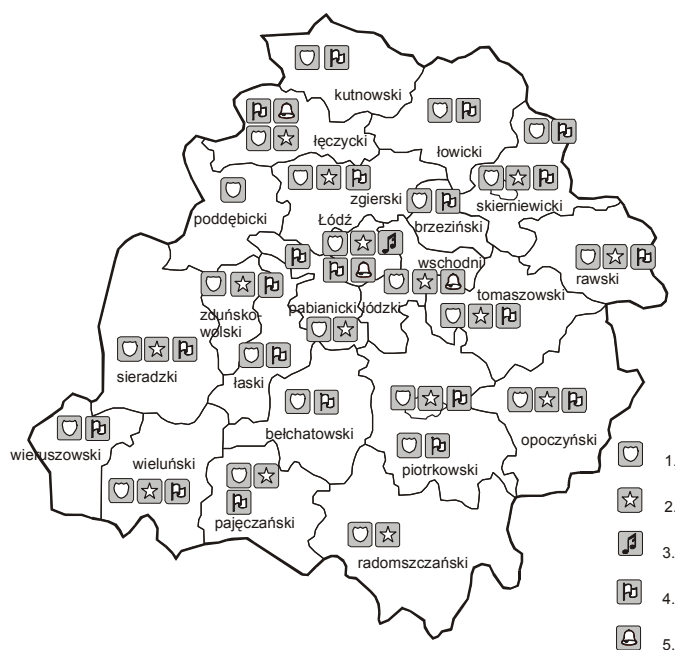 kutnowski
łęczycki
łowicki
zgierski
skierniewicki
poddębicki
brzeziński
Łódź
wschodni
rawski
zduńsko-
wolski
pabianicki
łódzki
tomaszowski
sieradzki
łaski
bełchatowski
opoczyński
wieruszowski
wieluński
piotrkowski
pajęczański
radomszczański
1.
2.
3.
4.
5.